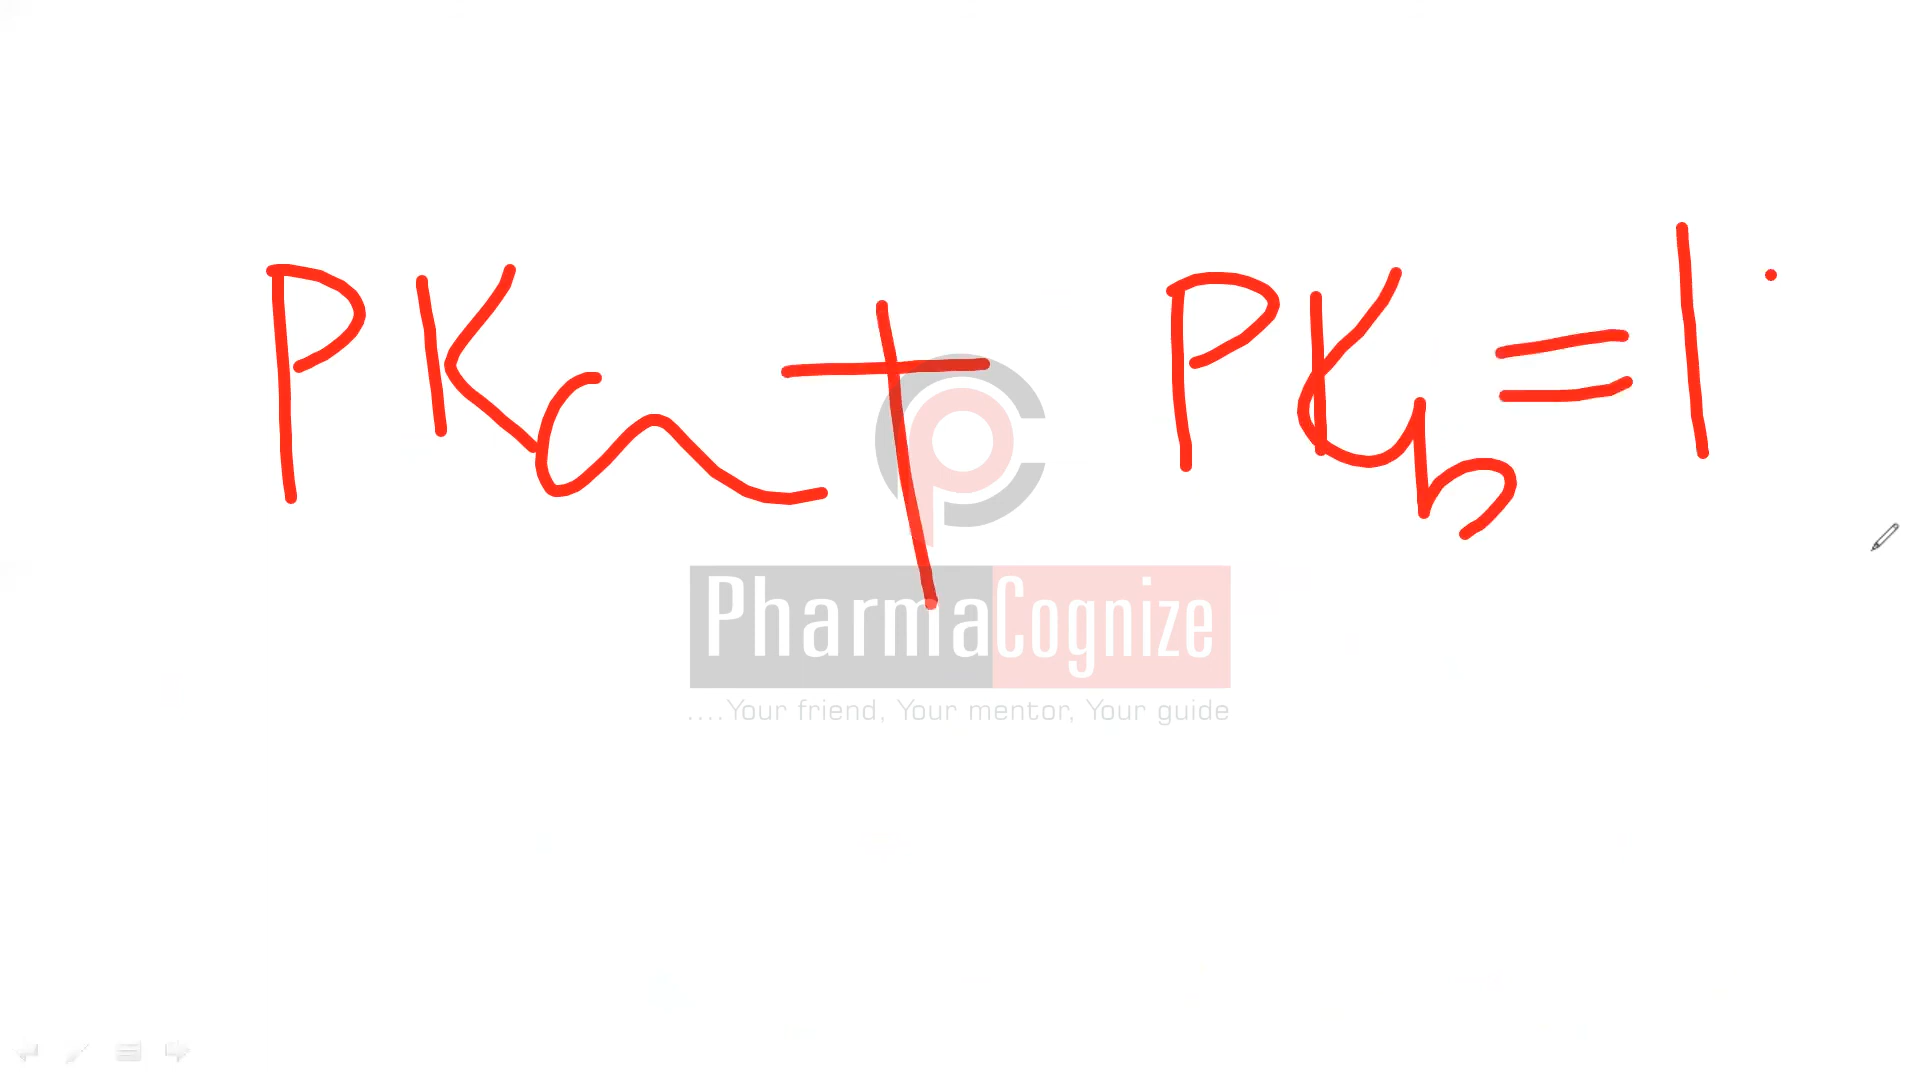 PKa + PKb = 1
PharmaCognize
....Your friend, Your mentor, Your guide